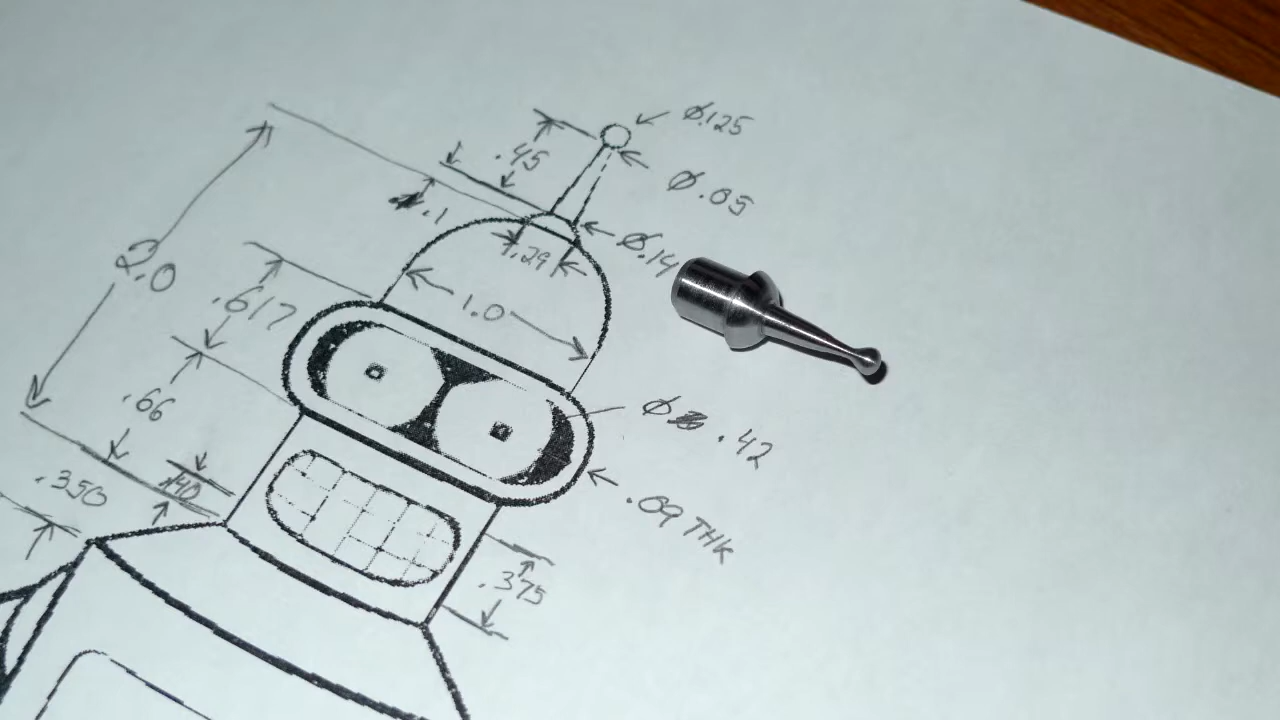 Ø.125
.45
Ø.05
.1
Ø.14
.29
2.0
.617
1.0
.66
Ø .42
.350
.140
.09 THK
.375